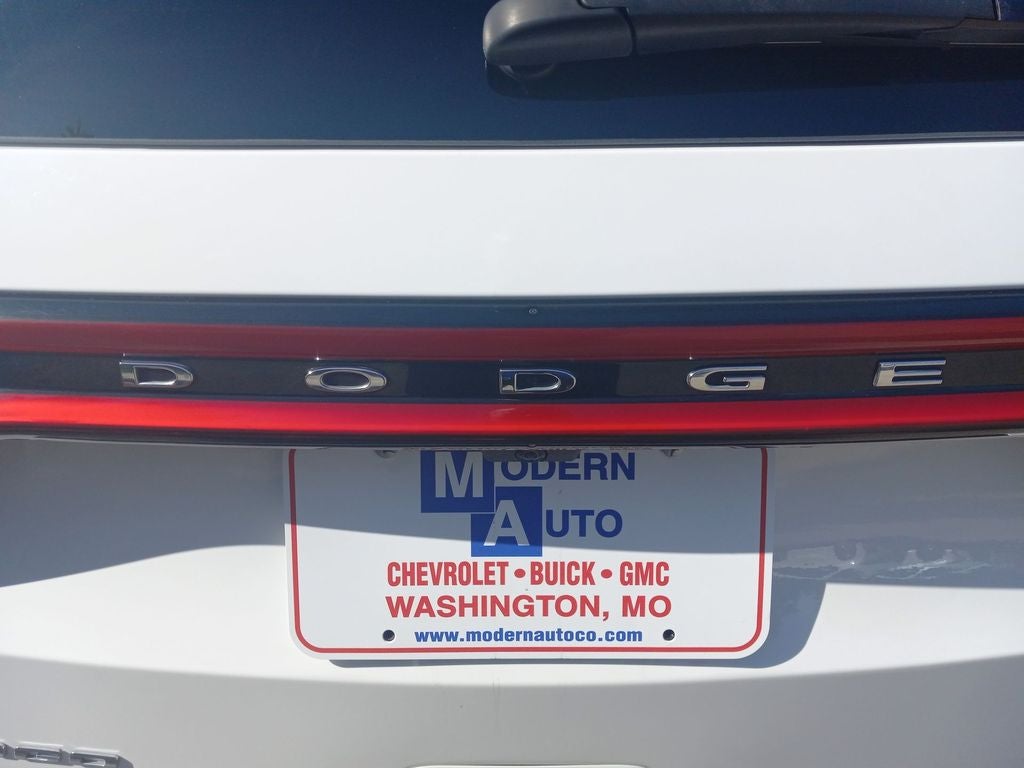 DODGE
MODERN
AUTO
CHEVROLET • BUICK • GMC
WASHINGTON, MO
www.modernautoco.com